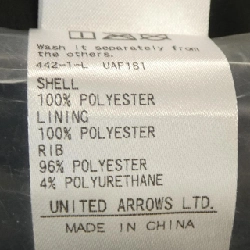 Wash it separately from
the others.
442-1-L UAF181
SHELL
100% POLYESTER
LINING
100% POLYESTER
RIB
96% POLYESTER
4% POLYURETHANE
UNITED ARROWS LTD.
MADE IN CHINA